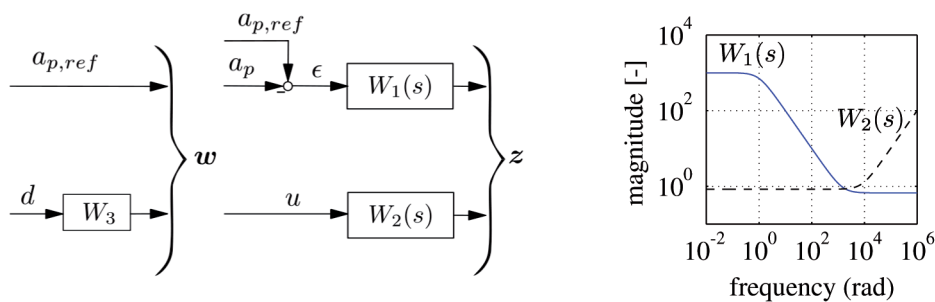 a_{p,ref}
d
W_3
w
a_{p,ref}
a_p
-
ϵ
W_1(s)
u
W_2(s)
z
magnitude [-]
10^4
10^2
10^0
W_1(s)
W_2(s)
10^{-2} 10^0 10^2 10^4 10^6
frequency (rad)